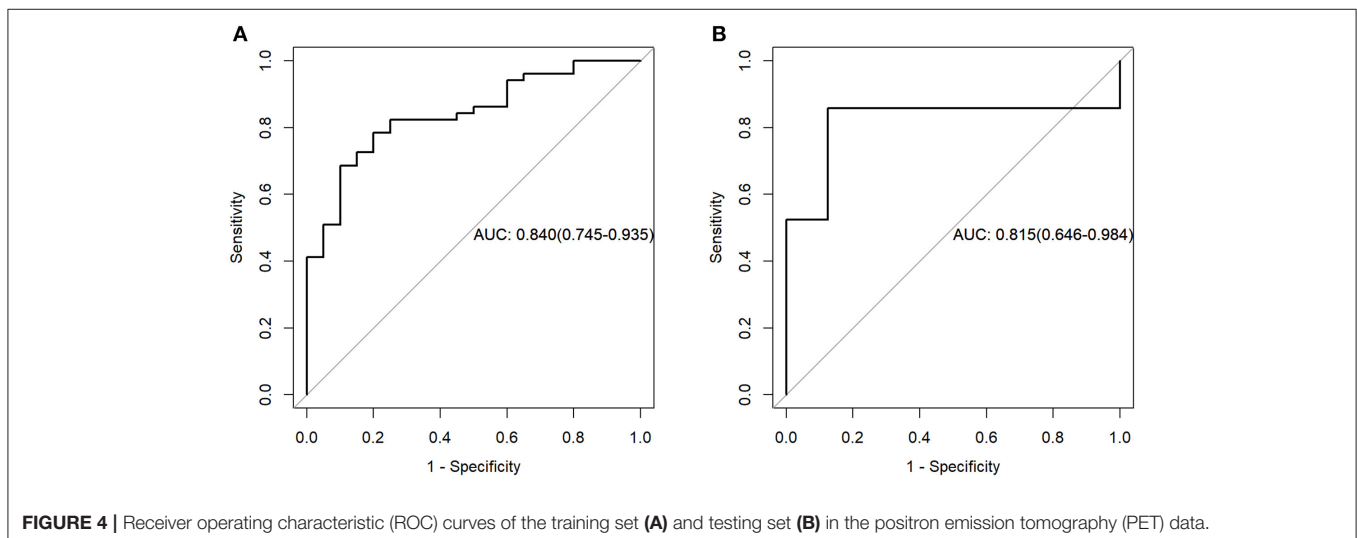 A
1.0
0.8
0.6
0.4
0.2
0.0
Sensitivity
AUC: 0.840(0.745-0.935)
0.0 0.2 0.4 0.6 0.8 1.0
1 - Specificity
B
1.0
0.8
0.6
0.4
0.2
0.0
Sensitivity
AUC: 0.815(0.646-0.984)
0.0 0.2 0.4 0.6 0.8 1.0
1 - Specificity
FIGURE 4 | Receiver operating characteristic (ROC) curves of the training set (A) and testing set (B) in the positron emission tomography (PET) data.